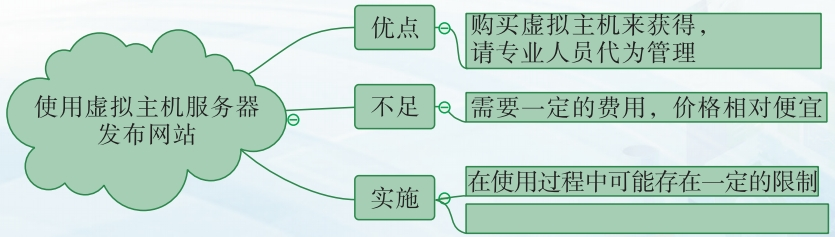 使用虚拟主机服务器
发布网站
优点
购买虚拟主机来获得，
请专业人员代为管理
不足
需要一定的费用，价格相对便宜
实施
在使用过程中可能存在一定的限制